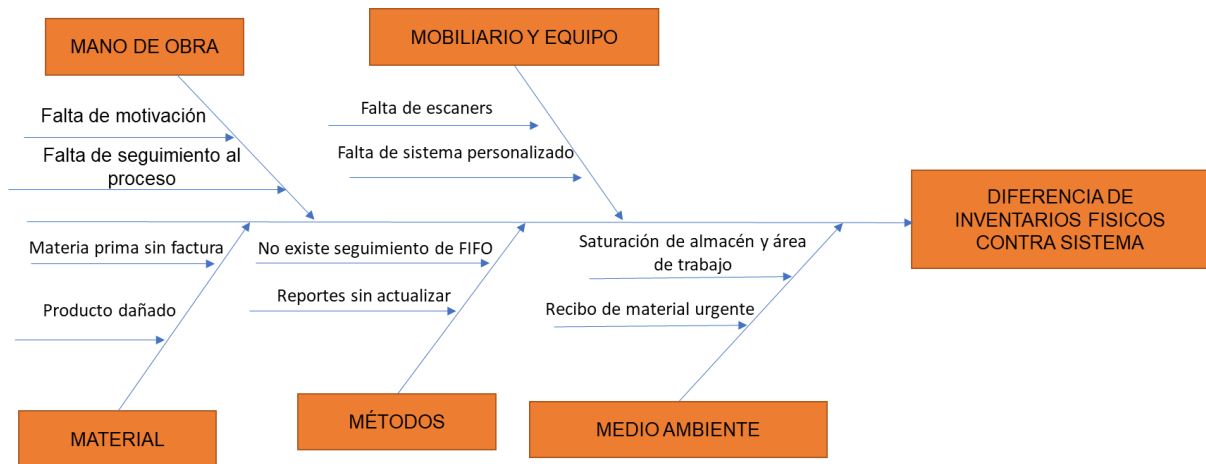 MANO DE OBRA
MOBILIARIO Y EQUIPO
Falta de motivación
Falta de seguimiento al
proceso
Falta de escaners
Falta de sistema personalizado
DIFERENCIA DE
INVENTARIOS FISICOS
CONTRA SISTEMA
Materia prima sin factura
Producto dañado
No existe seguimiento de FIFO
Reportes sin actualizar
Saturación de almacén y área
de trabajo
Recibo de material urgente
MATERIAL
MÉTODOS
MEDIO AMBIENTE